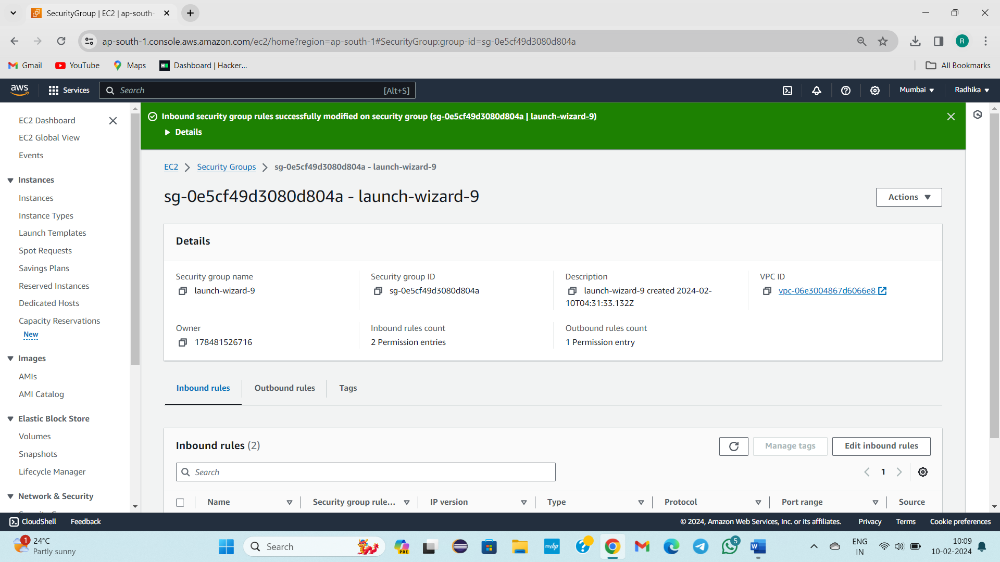 SecurityGroup | EC2 | ap-south-
ap-south-1.console.aws.amazon.com/ec2/home?region=ap-south-1#SecurityGroup:group-id=sg-0e5cf49d3080d804a
R
Gmail
YouTube
Maps
Dashboard | Hacker...
All Bookmarks
aws
Services
Search
[Alt+S]
Mumbai
Radhika
EC2 Dashboard
EC2 Global View
Events
Instances
Instances
Instance Types
Launch Templates
Spot Requests
Savings Plans
Reserved Instances
Dedicated Hosts
Capacity Reservations
New
Images
AMIs
AMI Catalog
Elastic Block Store
Volumes
Snapshots
Lifecycle Manager
Network & Security
Inbound security group rules successfully modified on security group (sg-0e5cf49d3080d804a | launch-wizard-9)
Details
EC2 > Security Groups > sg-0e5cf49d3080d804a - launch-wizard-9
sg-0e5cf49d3080d804a - launch-wizard-9
Actions
Details
Security group name
launch-wizard-9
Security group ID
sg-0e5cf49d3080d804a
Description
launch-wizard-9 created 2024-02-
10T04:31:33.132Z
VPC ID
vpc-06e3004867d6066e8
Owner
178481526716
Inbound rules count
2 Permission entries
Outbound rules count
1 Permission entry
Inbound rules
Outbound rules
Tags
Inbound rules (2)
Manage tags
Edit inbound rules
Search
1
Name
Security group rule...
IP version
Type
Protocol
Port range
Source
CloudShell
Feedback
© 2024, Amazon Web Services, Inc. or its affiliates.
Privacy
Terms
Cookie preferences
1
24°C
Partly sunny
Search
PRE
myhp
5
ENG
IN
10:09
10-02-2024